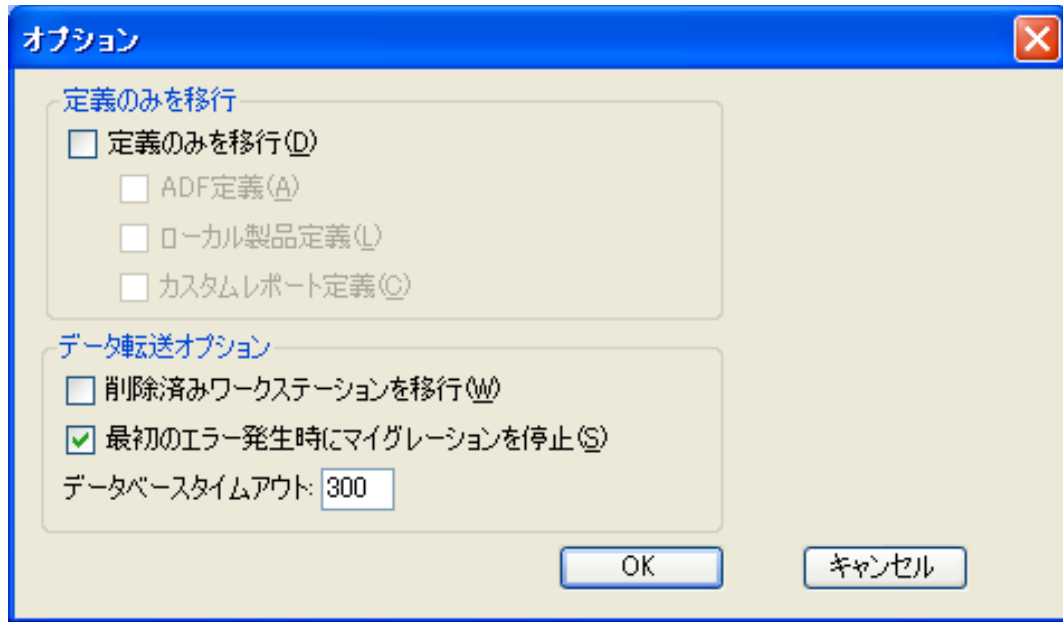 オプション
定義のみを移行
定義のみを移行(D)
ADF定義(A)
ローカル製品定義(L)
カスタムレポート定義(C)
データ転送オプション
削除済みワークステーションを移行(W)
最初のエラー発生時にマイグレーションを停止(S)
データベースタイムアウト: 300
OK キャンセル